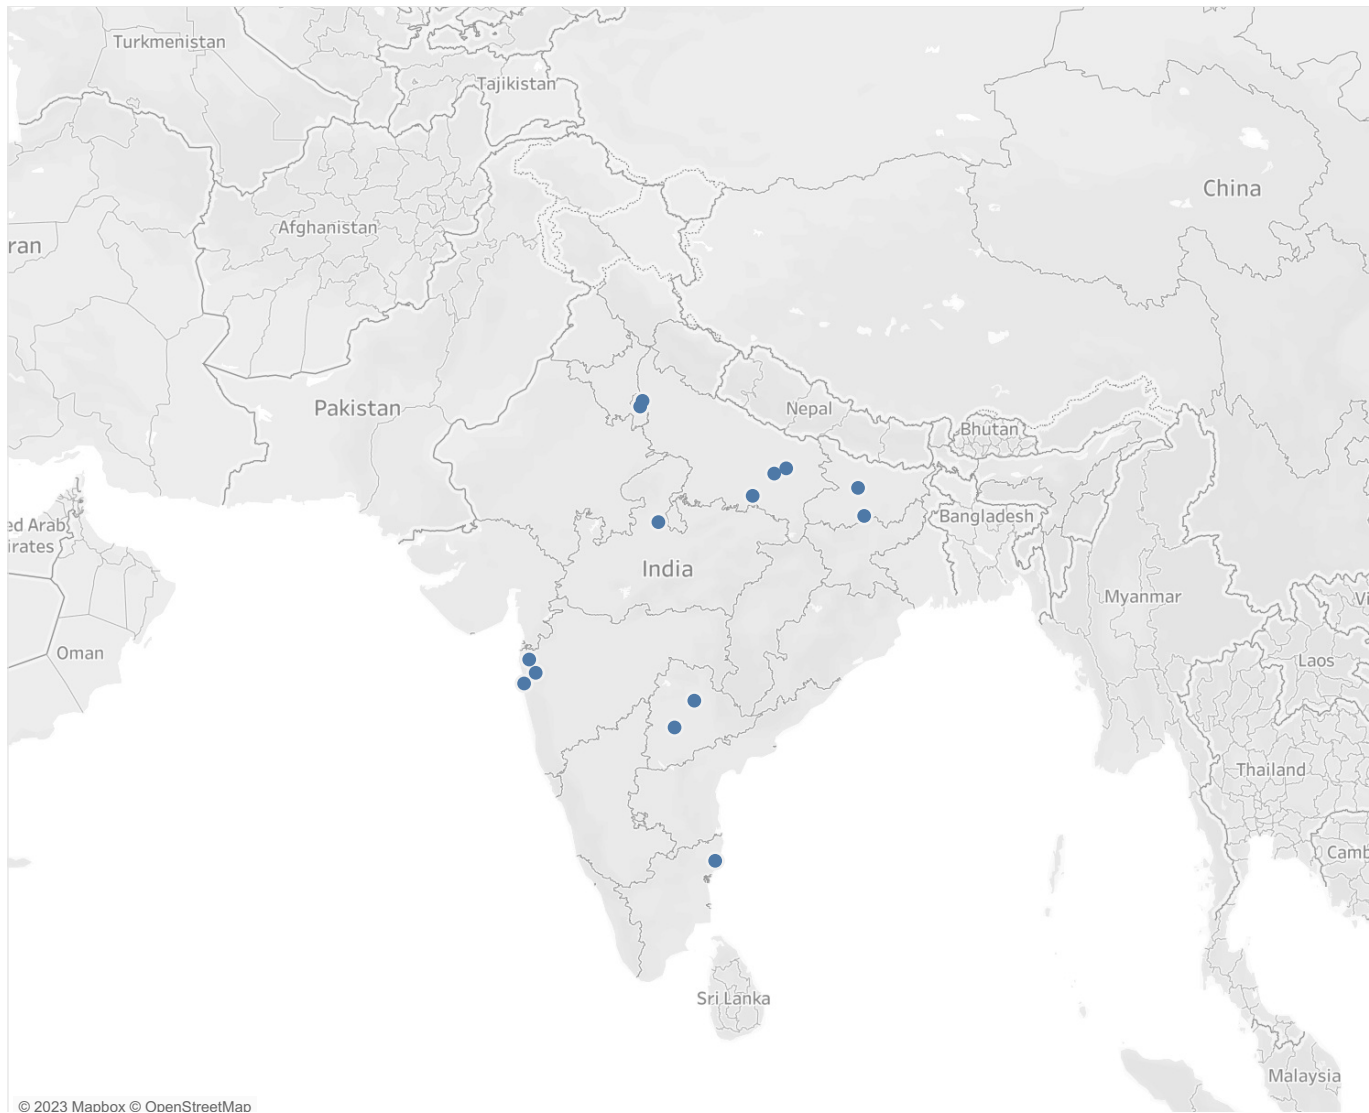 Turkmenistan
Tajikistan
China
Afghanistan
ran
Pakistan
Nepal
Bhutan
ed Arab
irates
Bangladesh
India
Myanmar
Vi
Oman
Laos
Thailand
Camb
Sri Lanka
Malaysia
© 2023 Mapbox © OpenStreetMap